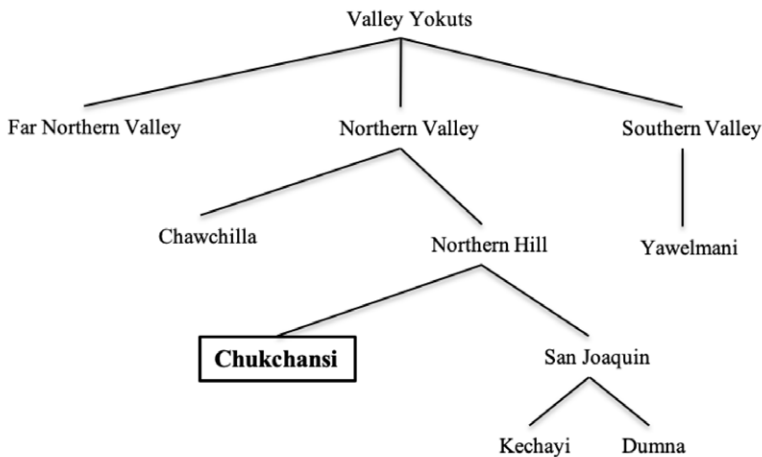 Valley Yokuts
Far Northern Valley
Northern Valley
Southern Valley
Chawchilla
Northern Hill
Yawelmani
Chukchansi
San Joaquin
Kechayi
Dumna